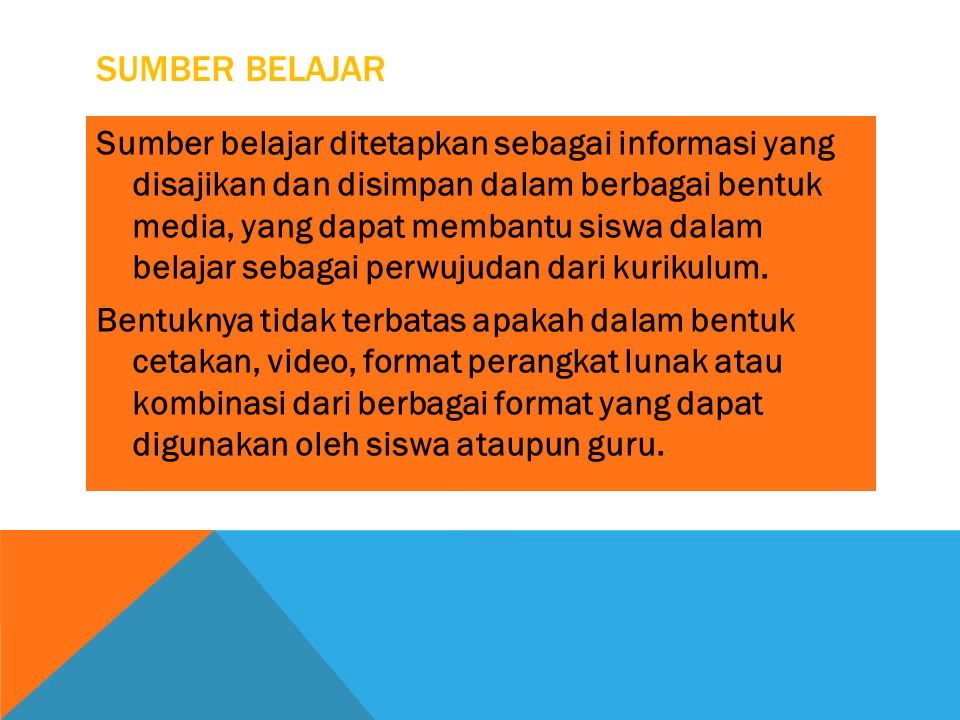 SUMBER BELAJAR
Sumber belajar ditetapkan sebagai informasi yang
disajikan dan disimpan dalam berbagai bentuk
media, yang dapat membantu siswa dalam
belajar sebagai perwujudan dari kurikulum.
Bentuknya tidak terbatas apakah dalam bentuk
cetakan, video, format perangkat lunak atau
kombinasi dari berbagai format yang dapat
digunakan oleh siswa ataupun guru.